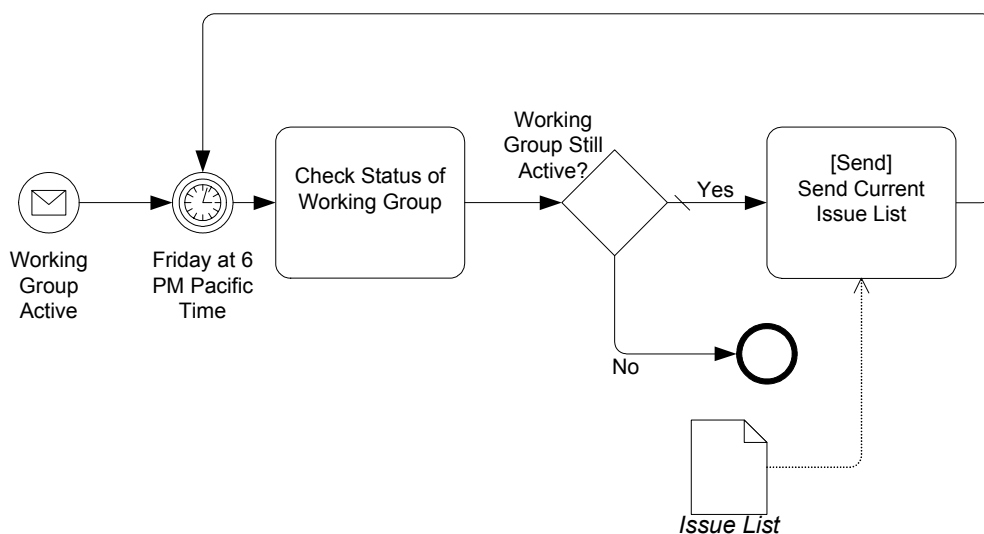 Working
Group
Active
Friday at 6
PM Pacific
Time
Check Status of
Working Group
Working
Group Still
Active?
Yes
No
[Send]
Send Current
Issue List
Issue List